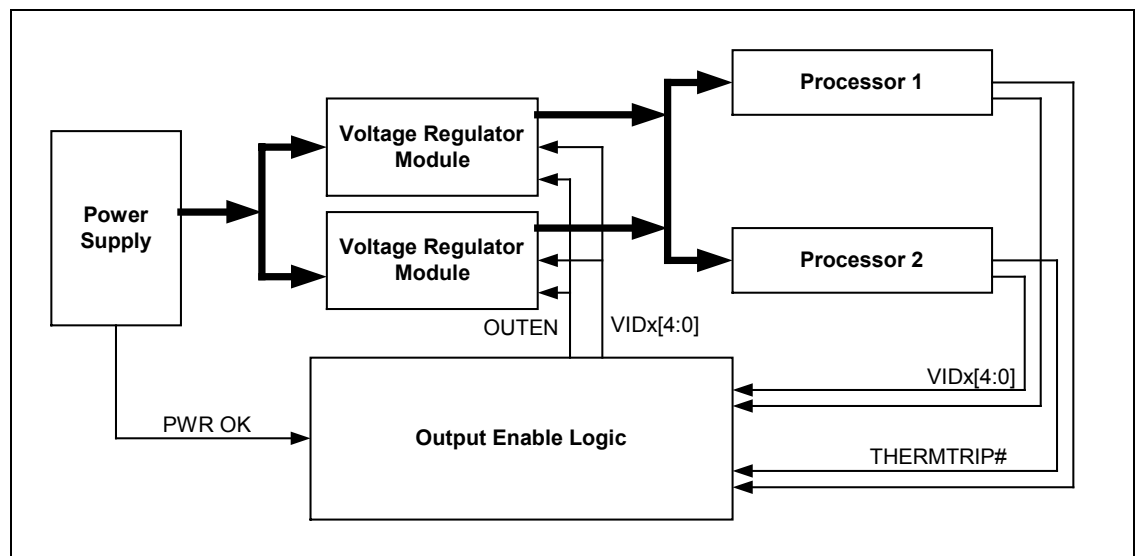 Processor 1
Voltage Regulator
Module
Power
Supply
Voltage Regulator
Module
Processor 2
OUTEN
VIDx[4:0]
VIDx[4:0]
PWR OK
Output Enable Logic
THERMTRIP#